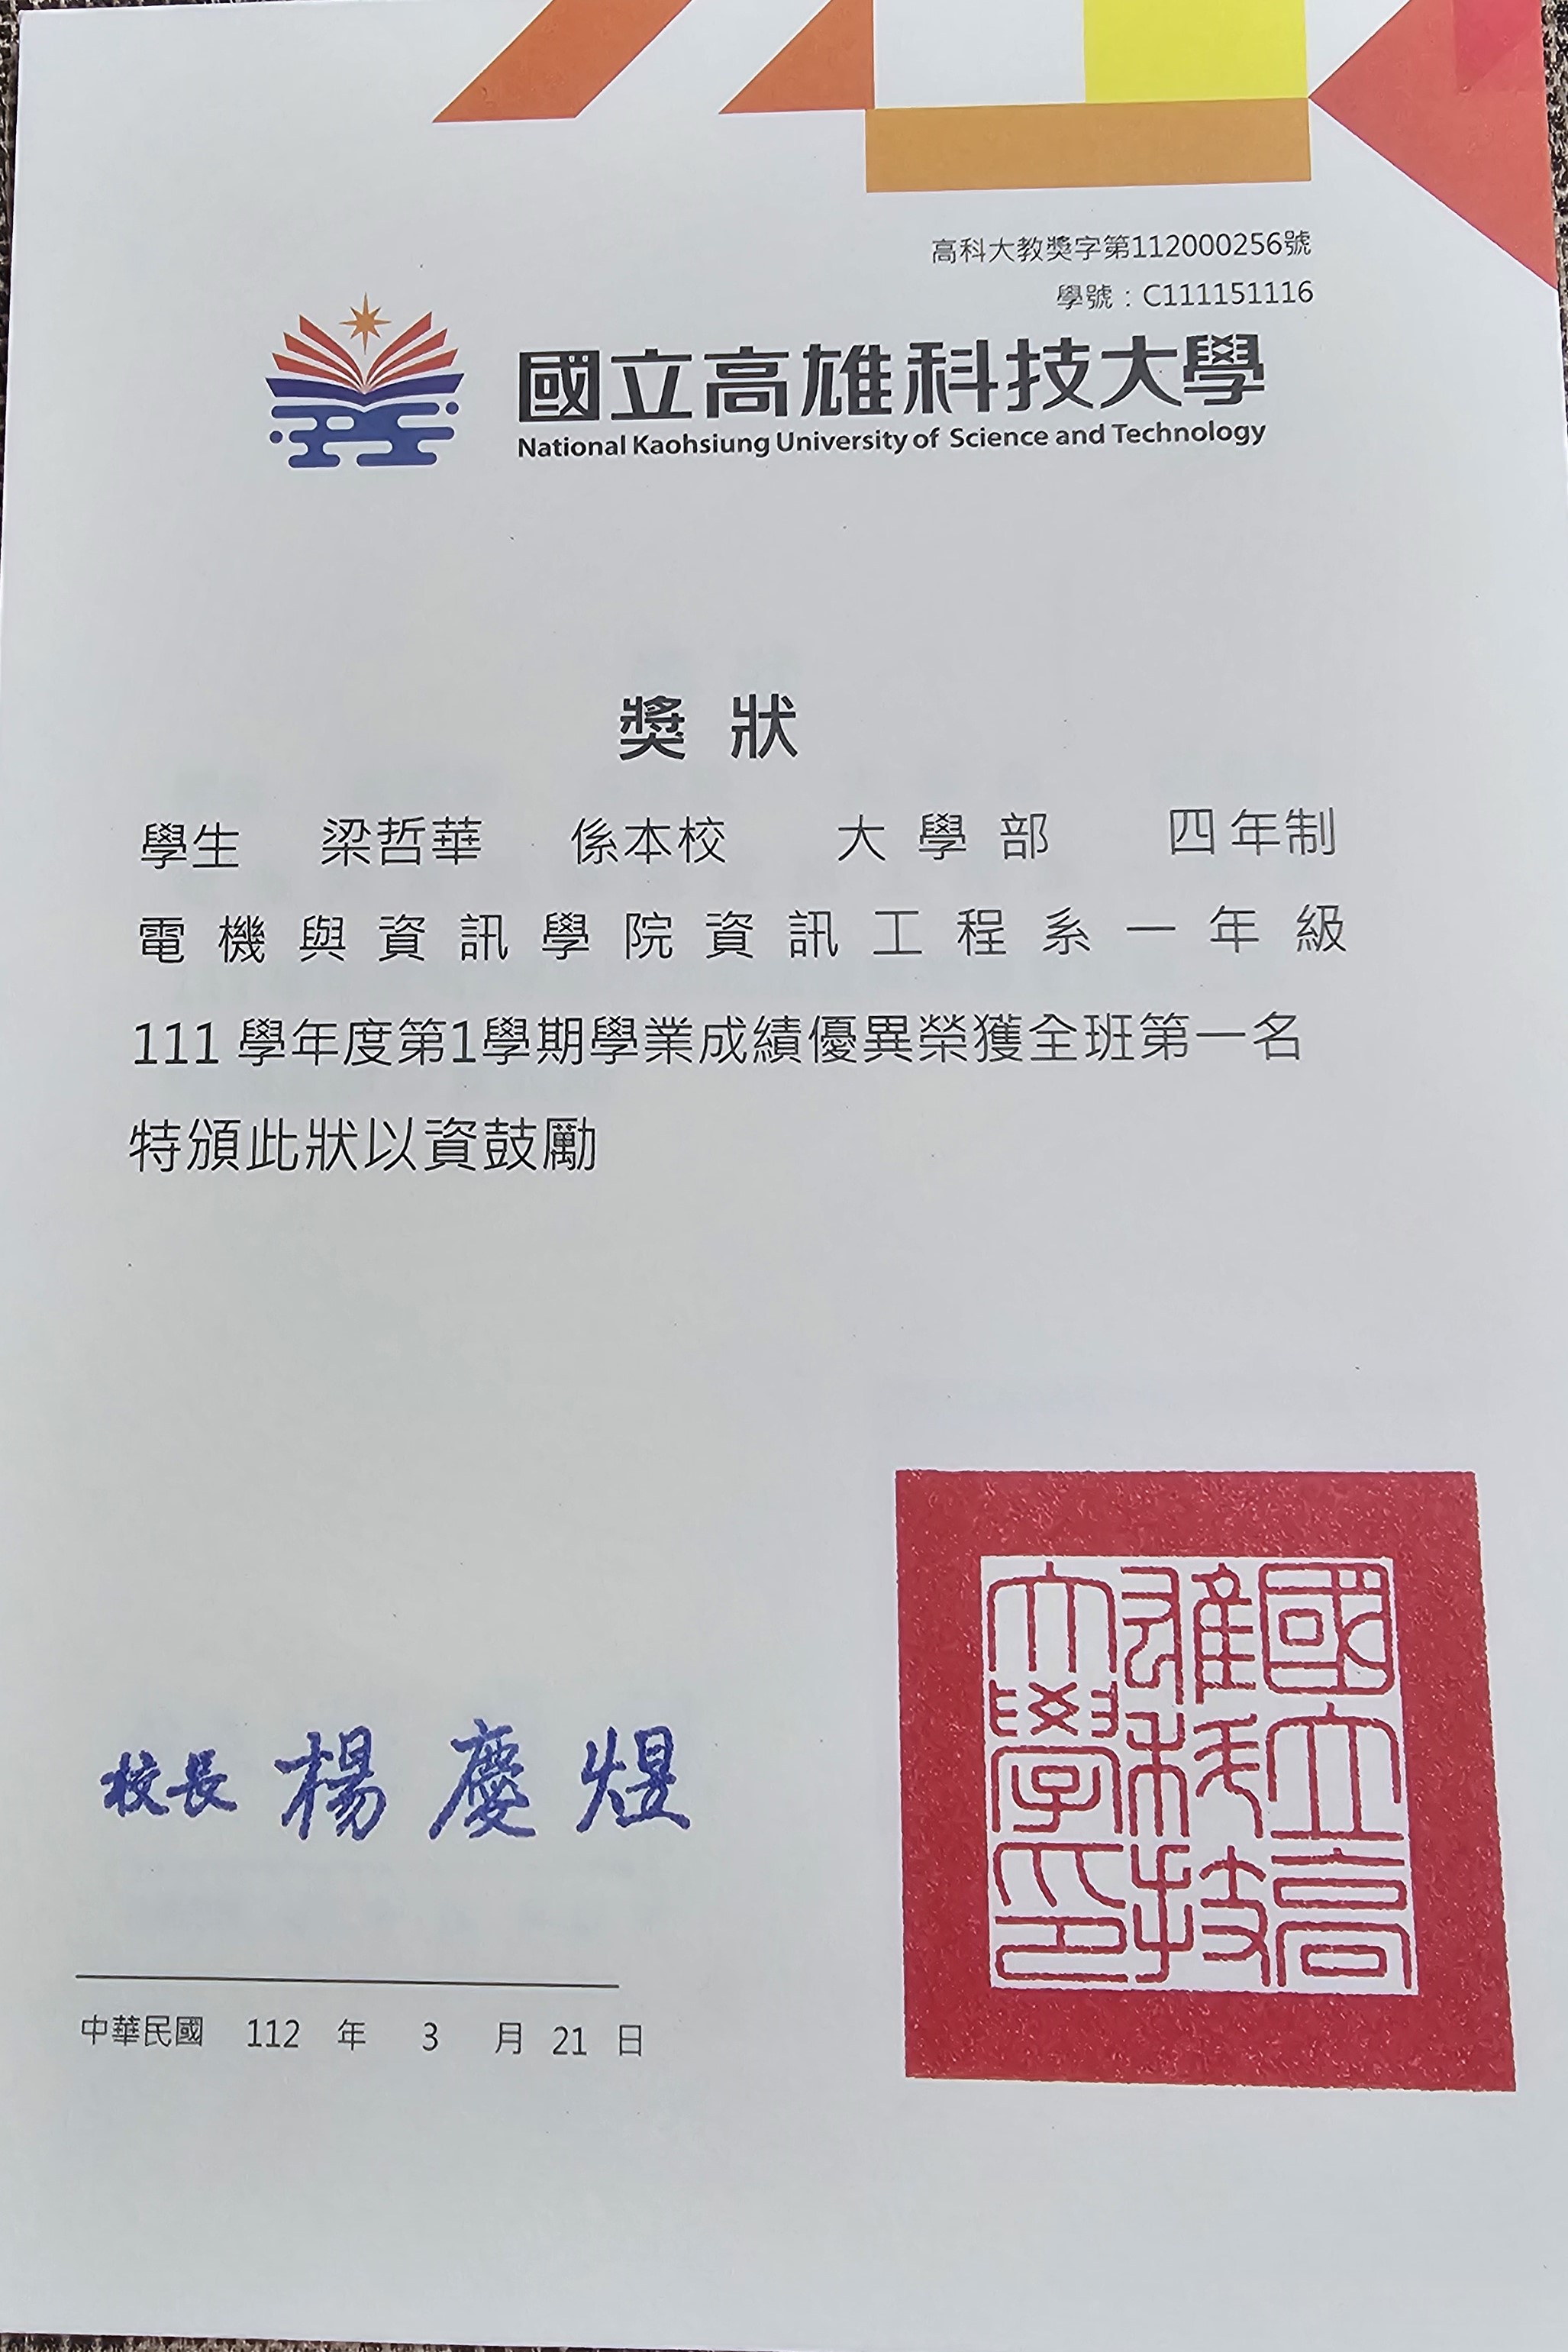 高科大教獎字第112000256號
學號：C111151116
國立高雄科技大學
National Kaohsiung University of Science and Technology
獎狀
學生 梁哲華 係本校 大學部 四年制
電機與資訊學院資訊工程系一年級
111 學年度第1學期學業成績優異榮獲全班第一名
特頒此狀以資鼓勵
校長 楊慶煜
國立高雄科技大學印
中華民國 112 年 3 月 21 日